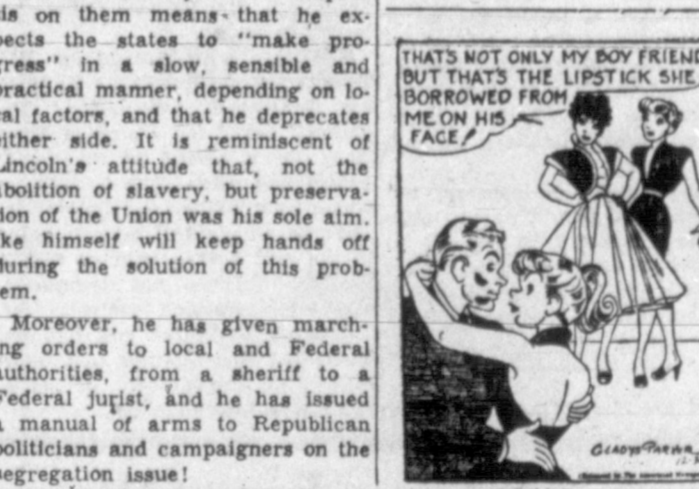 is on them means that he ex-
pects the states to "make pro-
gress" in a slow, sensible and
practical manner, depending on lo-
cal factors, and that he deprecates
either side. It is reminiscent of
Lincoln's attitude that, not the
abolition of slavery, but preserva-
tion of the Union was his sole aim.
Ike himself will keep hands off
during the solution of this prob-
lem.
Moreover, he has given march-
ing orders to local and Federal
authorities, from a sheriff to a
Federal jurist, and he has issued
a manual of arms to Republican
politicians and campaigners on the
segregation issue!
THAT'S NOT ONLY MY BOY FRIEND
BUT THAT'S THE LIPSTICK SHE
BORROWED FROM
ME ON HIS
FACE!
GLADYS PARKER